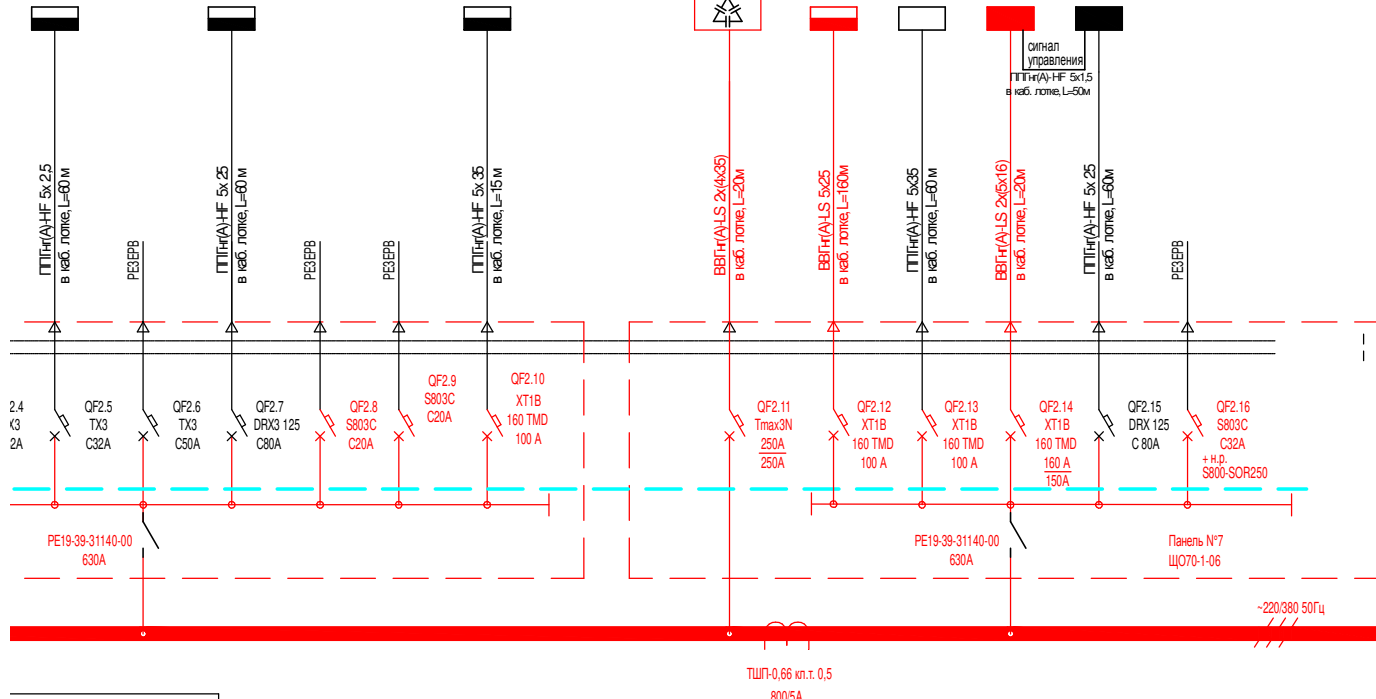 сигнал
управления
ППГнг(А)-HF 5х1,5
в каб. лотке, L=50м
ППГнг(А)-HF 5х 2,5
в каб. лотке, L=60 м
РЕЗЕРВ
ППГнг(А)-HF 5х 25
в каб. лотке, L=60 м
РЕЗЕРВ
РЕЗЕРВ
ППГнг(А)-HF 5х 35
в каб. лотке, L=15 м
ВВГнг(А)-LS 2х(4х35)
в каб. лотке, L=20м
ВВГнг(А)-LS 5х25
в каб. лотке, L=160м
ППГнг(А)-HF 5х35
в каб. лотке, L=60 м
ВВГнг(А)-LS 2х(5х16)
в каб. лотке, L=20м
ППГнг(А)-HF 5х 25
в каб. лотке, L=60м
РЕЗЕРВ
2.4
X3
2A
QF2.5
TX3
C32A
QF2.6
TX3
C50A
QF2.7
DRX3 125
C80A
QF2.8
S803C
C20A
QF2.9
S803C
C20A
QF2.10
XT1B
160 TMD
100 A
QF2.11
Tmax3N
250A
250A
QF2.12
XT1B
160 TMD
100 A
QF2.13
XT1B
160 TMD
100 A
QF2.14
XT1B
160 TMD
160 A
150A
QF2.15
DRX 125
C 80A
QF2.16
S803C
C32A
+ н.р.
S800-SOR250
РЕ19-39-31140-00
630А
РЕ19-39-31140-00
630А
Панель №7
ЩО70-1-06
~220/380 50Гц
ТШП-0,66 кл.т. 0,5
800/5А